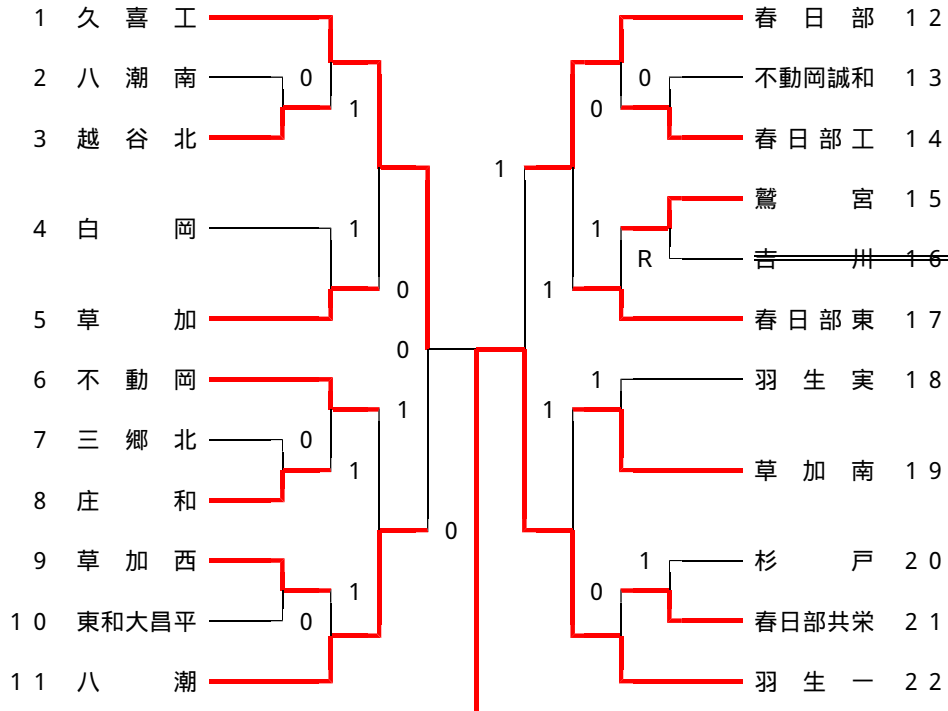 1 久喜工
2 八潮南
3 越谷北
4 白岡
5 草加
6 不動岡
7 三郷北
8 庄和
9 草加西
10 東和大昌平
11 八潮
0
1
1
0
0
1
0
1
1
0
0
春日部 12
不動岡誠和 13
春日部工 14
鷲宮 15
吉川 16
春日部東 17
羽生実 18
草加南 19
杉戸 20
春日部共栄 21
羽生一 22
0
0
1
1
R
1
1
1
1
0